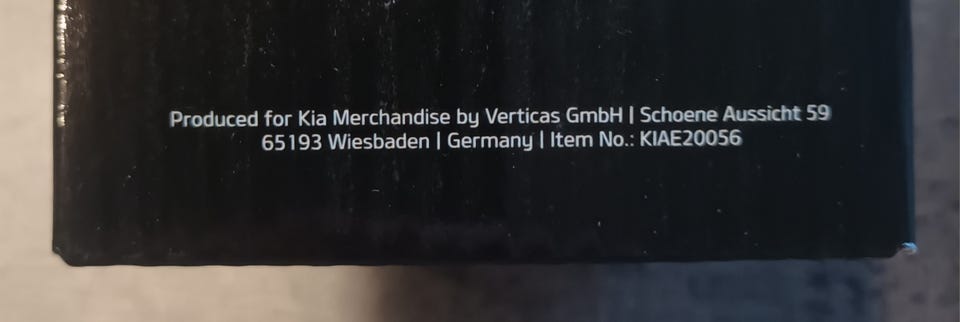 Produced for Kia Merchandise by Verticas GmbH | Schoene Aussicht 59
65193 Wiesbaden | Germany | Item No.: KIAE20056